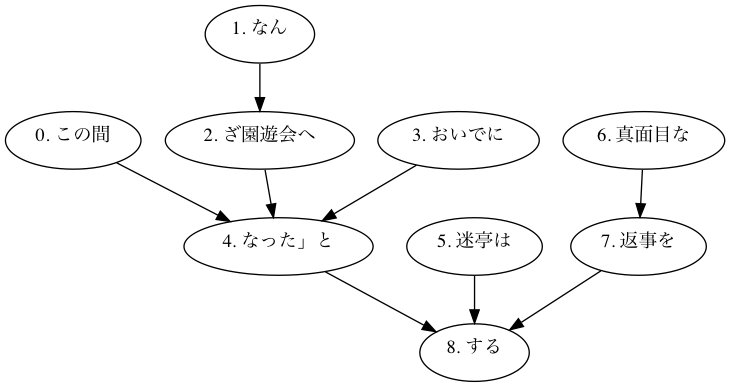 1. なん
0. この間
2. ざ園遊会へ
3. おいでに
6. 真面目な
4. なった」と
5. 迷亭は
7. 返事を
8. する